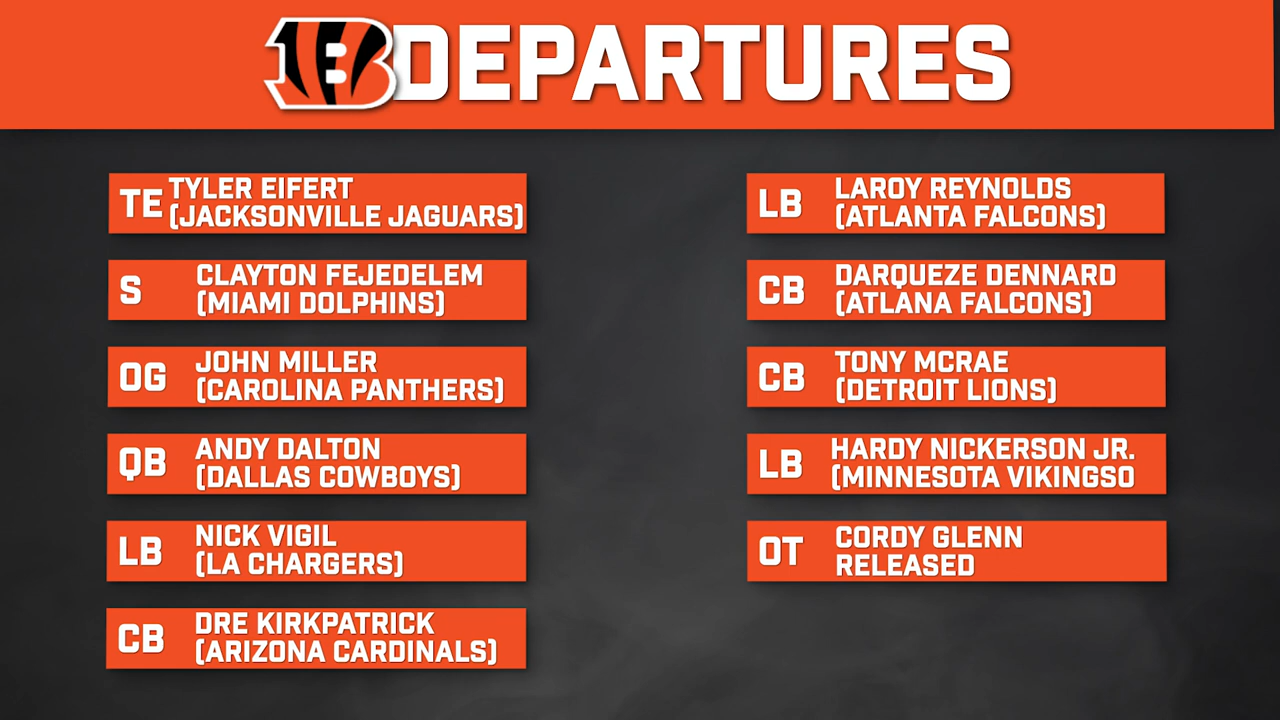 B DEPARTURES
TE TYLER EIFERT
(JACKSONVILLE JAGUARS)
S CLAYTON FEJEDELEM
(MIAMI DOLPHINS)
OG JOHN MILLER
(CAROLINA PANTHERS)
QB ANDY DALTON
(DALLAS COWBOYS)
LB NICK VIGIL
(LA CHARGERS)
CB DRE KIRKPATRICK
(ARIZONA CARDINALS)
LB LAROY REYNOLDS
(ATLANTA FALCONS)
CB DARQUEZE DENNARD
(ATLANA FALCONS)
CB TONY MCRAE
(DETROIT LIONS)
LB HARDY NICKERSON JR.
(MINNESOTA VIKINGSO
OT CORDY GLENN
RELEASED